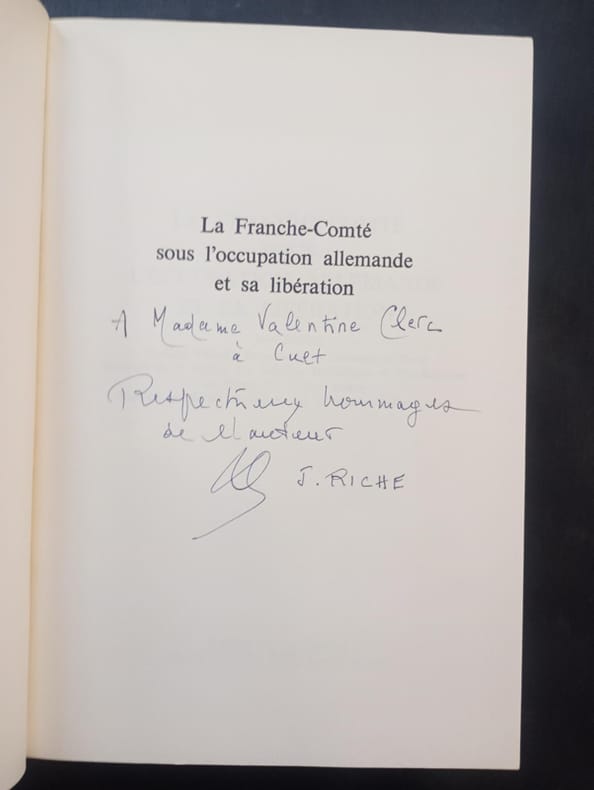 La Franche-Comté
sous l'occupation allemande
et sa libération
A Madame Valentine Clerc
à Cuet
Respectueux hommages
de l'auteur
J. RICHE